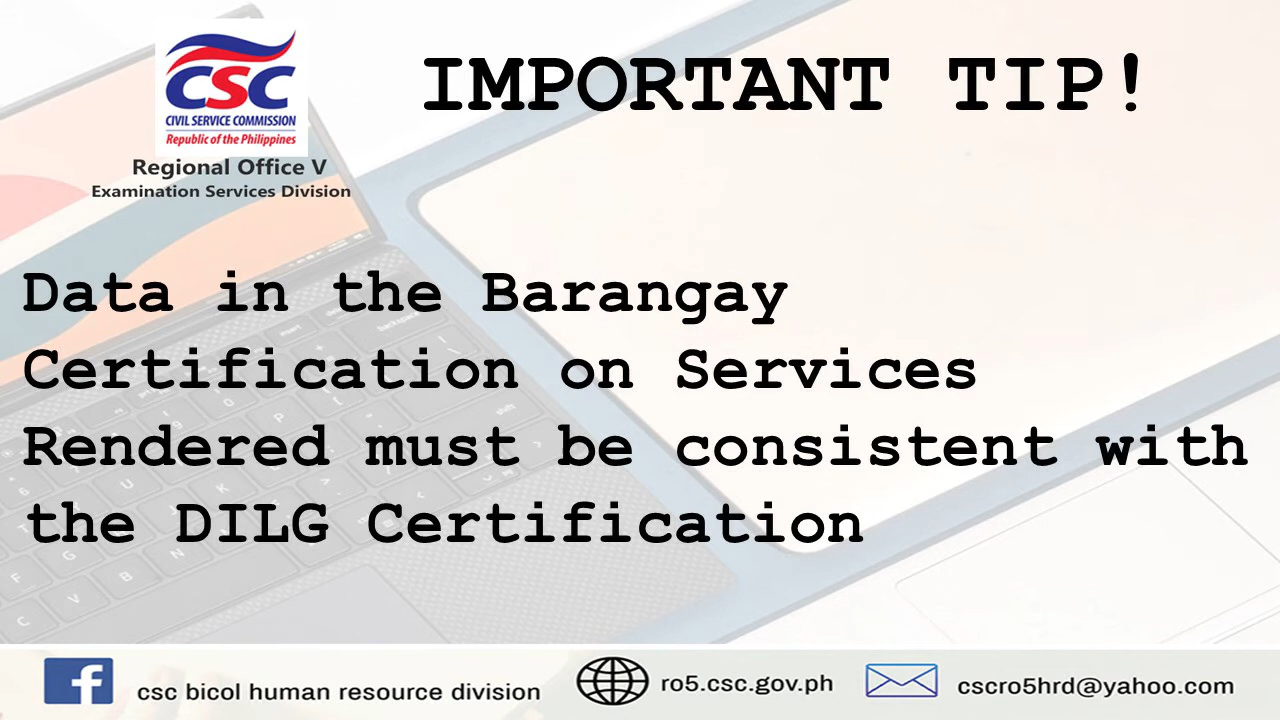 CSC
CIVIL SERVICE COMMISSION
Republic of the Philippines
Regional Office V
Examination Services Division
IMPORTANT TIP!
Data in the Barangay
Certification on Services
Rendered must be consistent with
the DILG Certification
csc bicol human resource division
ro5.csc.gov.ph
cscro5hrd@yahoo.com